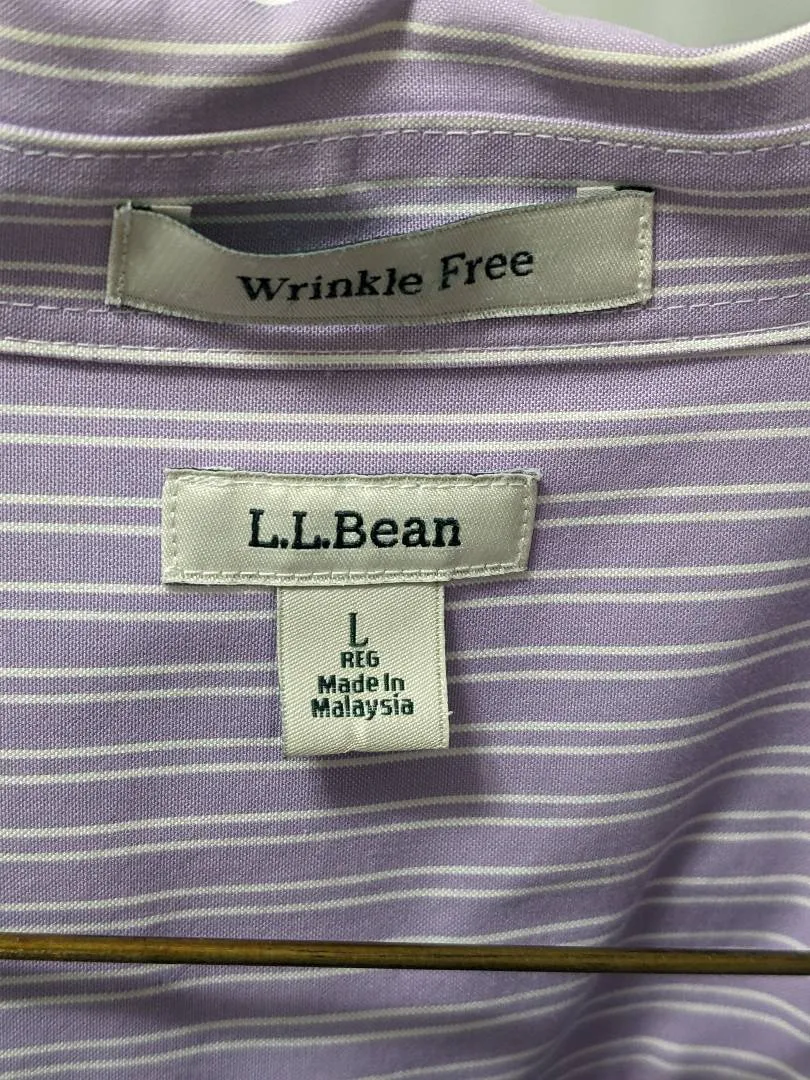 Wrinkle Free
L.L.Bean
L
REG
Made In
Malaysia